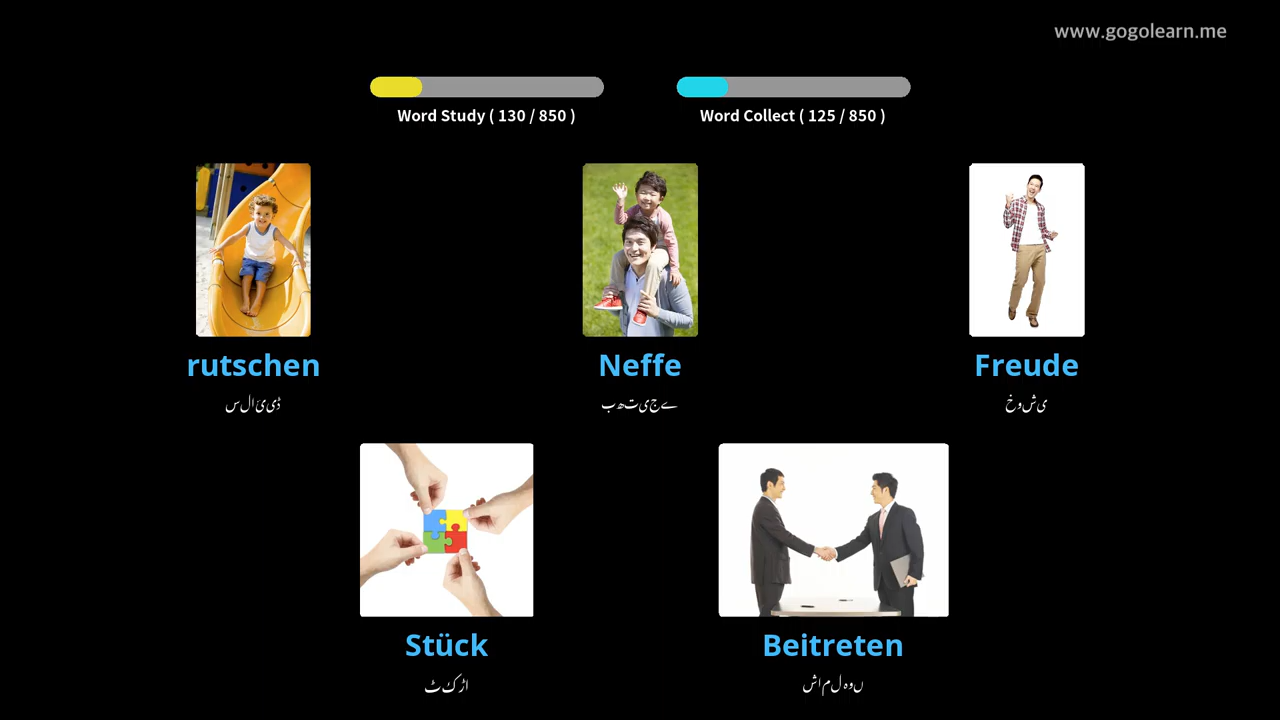 www.gogolearn.me
Word Study ( 130 / 850 )
Word Collect ( 125 / 850 )
rutschen
سلائیڈ
Neffe
بھتیجے
Freude
خوشی
Stück
ٹکڑا
Beitreten
شامل ہوں